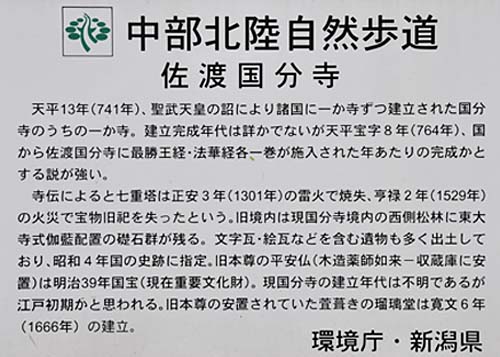 中部北陸自然歩道
佐渡国分寺
天平13年(741年)、聖武天皇の詔により諸国に一か寺ずつ建立された国分
寺のうちの一か寺。建立完成年代は詳かでないが天平宝字8年(764年)、国
から佐渡国分寺に最勝王経・法華経各一巻が施入された年あたりの完成かと
する説が強い。
寺伝によると七重塔は正安3年(1301年)の雷火で焼失、亨禄2年(1529年)
の火災で宝物旧祀を失ったという。旧境内は現国分寺境内の西側松林に東大
寺式伽藍配置の礎石群が残る。文字瓦・絵瓦などを含む遺物も多く出土して
おり、昭和4年国の史跡に指定。旧本尊の平安仏(木造薬師如来－収蔵庫に安
置)は明治39年国宝(現在重要文化財)。現国分寺の建立年代は不明であるが
江戸初期かと思われる。旧本尊の安置されていた萱葺きの瑠璃堂は寛文6年
(1666年)の建立。
環境庁・新潟県